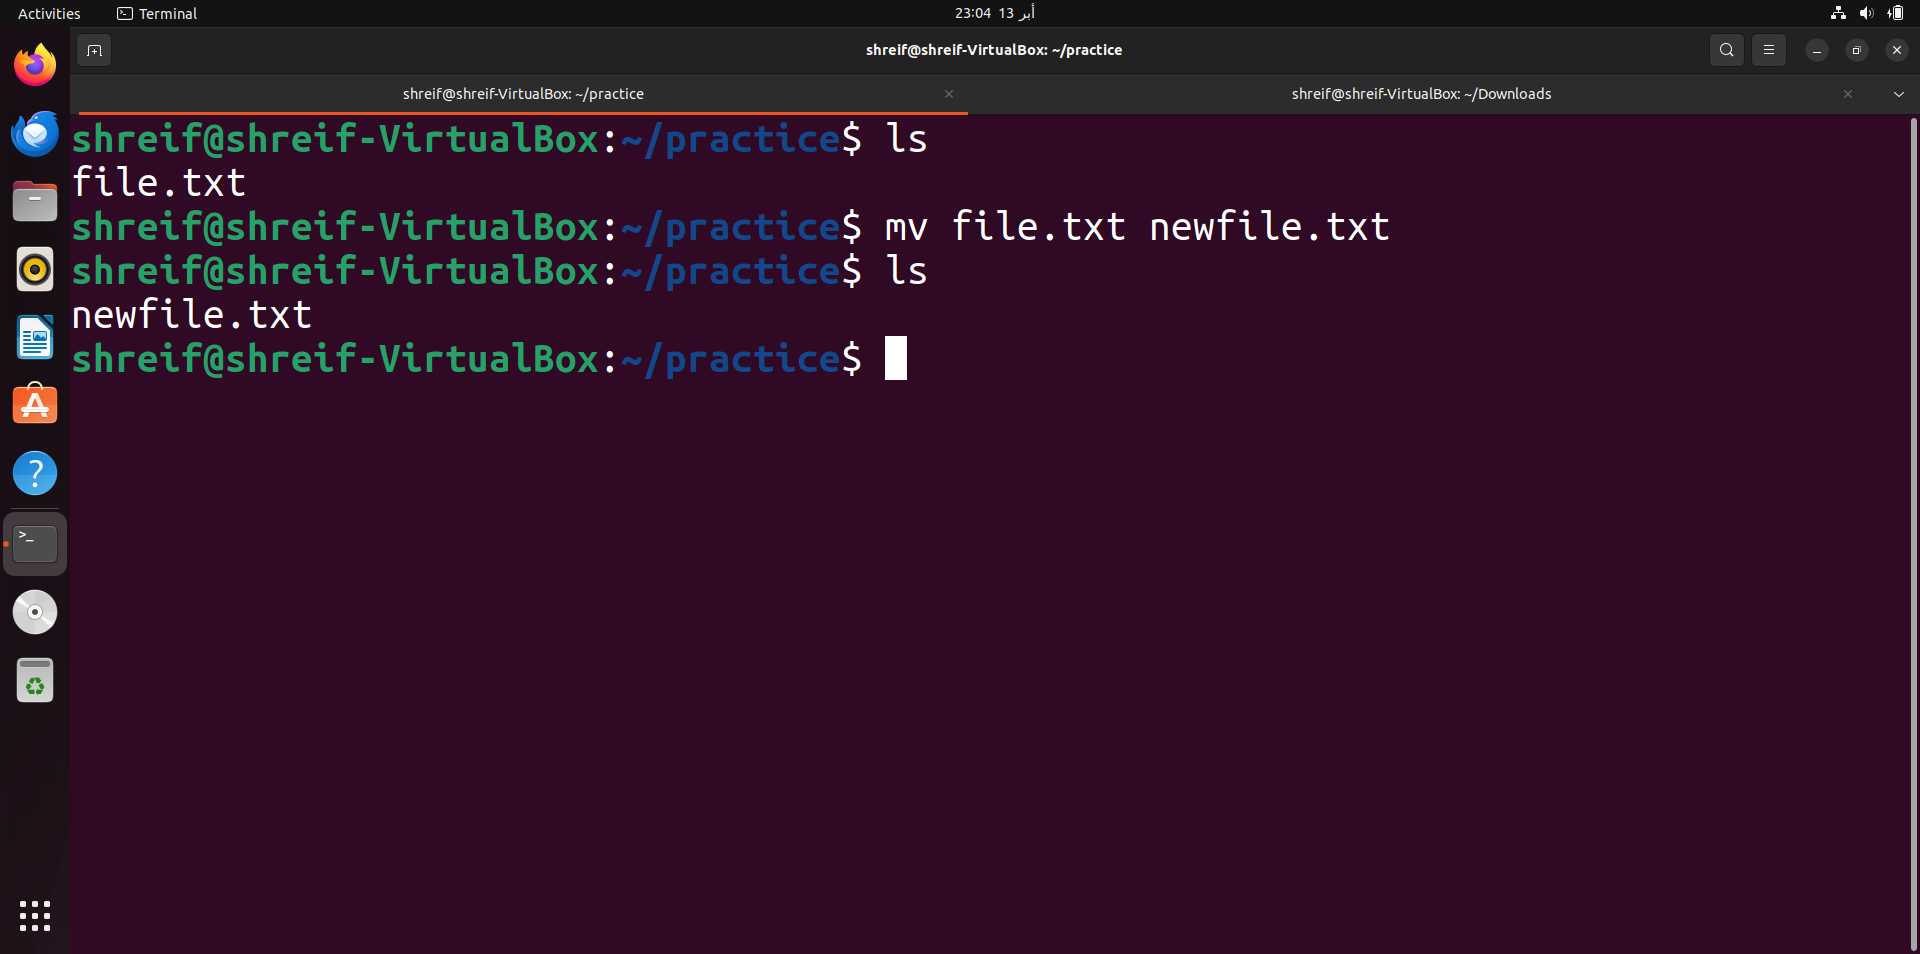 Activities Terminal 23:04 13 أبر
shreif@shreif-VirtualBox: ~/practice
shreif@shreif-VirtualBox: ~/practice shreif@shreif-VirtualBox: ~/Downloads
shreif@shreif-VirtualBox:~/practice$ ls
file.txt
shreif@shreif-VirtualBox:~/practice$ mv file.txt newfile.txt
shreif@shreif-VirtualBox:~/practice$ ls
newfile.txt
shreif@shreif-VirtualBox:~/practice$